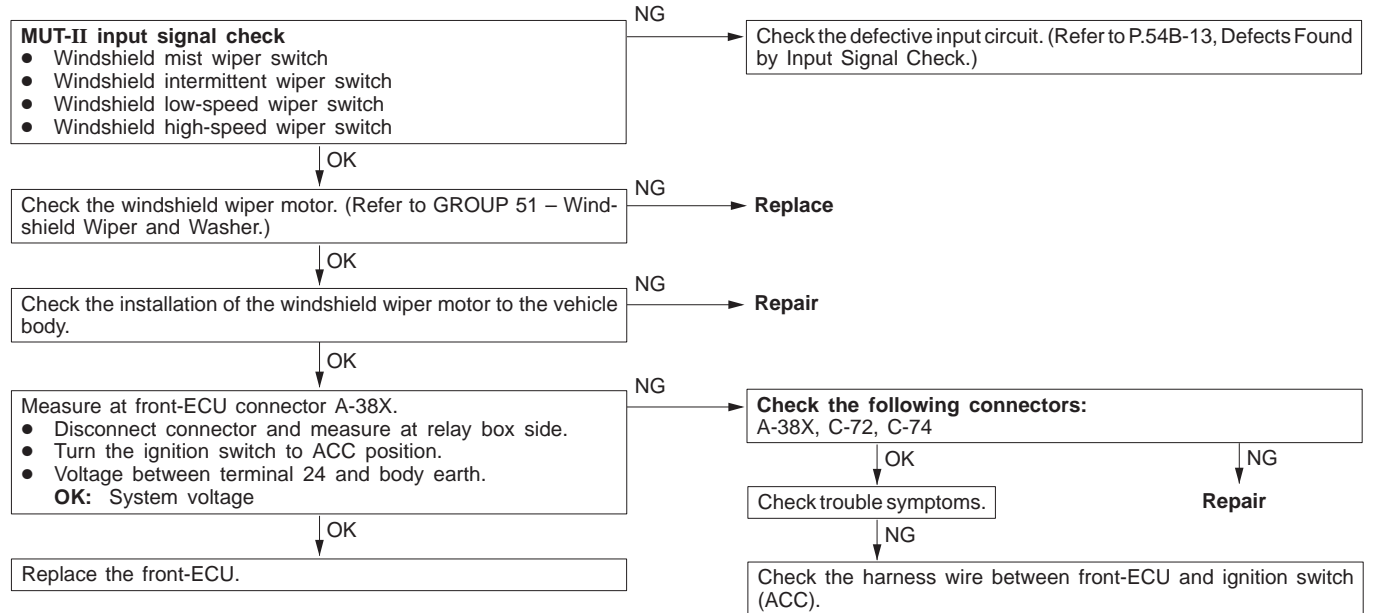 MUT-II input signal check
● Windshield mist wiper switch
● Windshield intermittent wiper switch
● Windshield low-speed wiper switch
● Windshield high-speed wiper switch
NG
Check the defective input circuit. (Refer to P.54B-13, Defects Found
by Input Signal Check.)
OK
Check the windshield wiper motor. (Refer to GROUP 51 – Wind-
shield Wiper and Washer.)
NG
Replace
OK
Check the installation of the windshield wiper motor to the vehicle
body.
NG
Repair
OK
Measure at front-ECU connector A-38X.
● Disconnect connector and measure at relay box side.
● Turn the ignition switch to ACC position.
● Voltage between terminal 24 and body earth.
OK: System voltage
NG
Check the following connectors:
A-38X, C-72, C-74
OK
NG
Check trouble symptoms.
Repair
NG
Check the harness wire between front-ECU and ignition switch
(ACC).
OK
Replace the front-ECU.